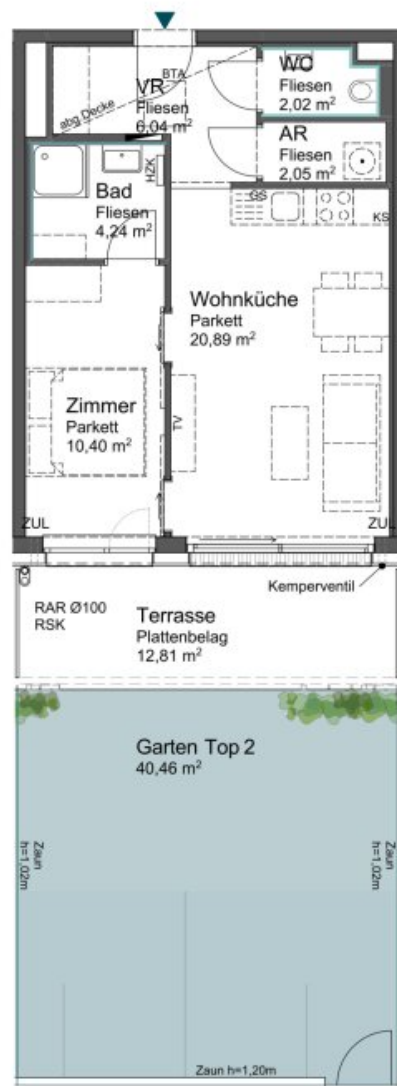 WC
Fliesen
2,02 m²
BTA
VR
Fliesen
6,04 m²
abg Decke
AR
Fliesen
2,05 m²
HZK
Bad
Fliesen
4,24 m²
GS
KS
Wohnküche
Parkett
20,89 m²
Zimmer
Parkett
10,40 m²
TV
ZUL
ZUL
Kemperventil
RAR Ø100
RSK
Terrasse
Plattenbelag
12,81 m²
Garten Top 2
40,46 m²
Zaun
h=1,02m
Zaun
h=1,02m
Zaun h=1,20m